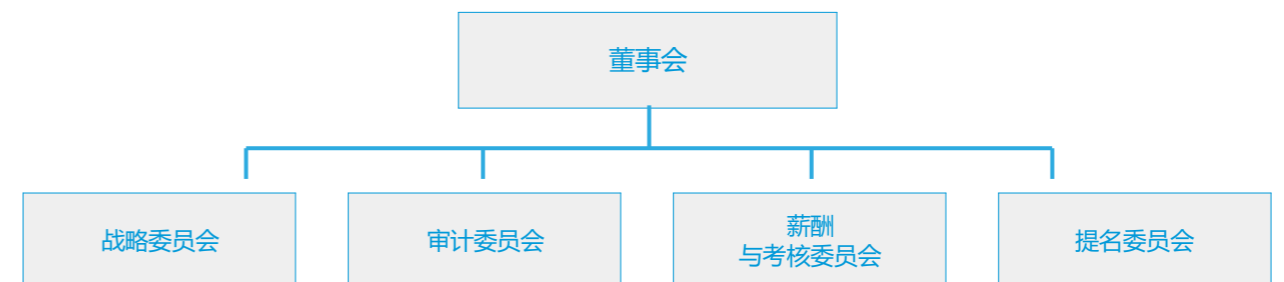 董事会
战略委员会
审计委员会
薪酬
与考核委员会
提名委员会